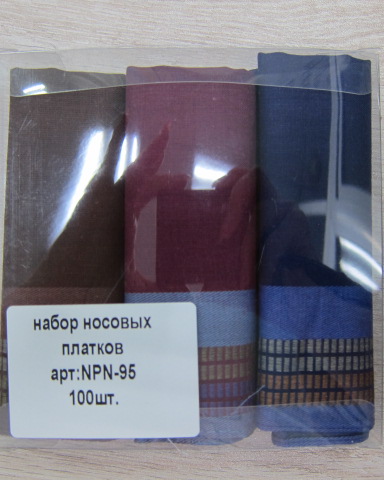 набор носовых
платков
арт:NPN-95
100шт.